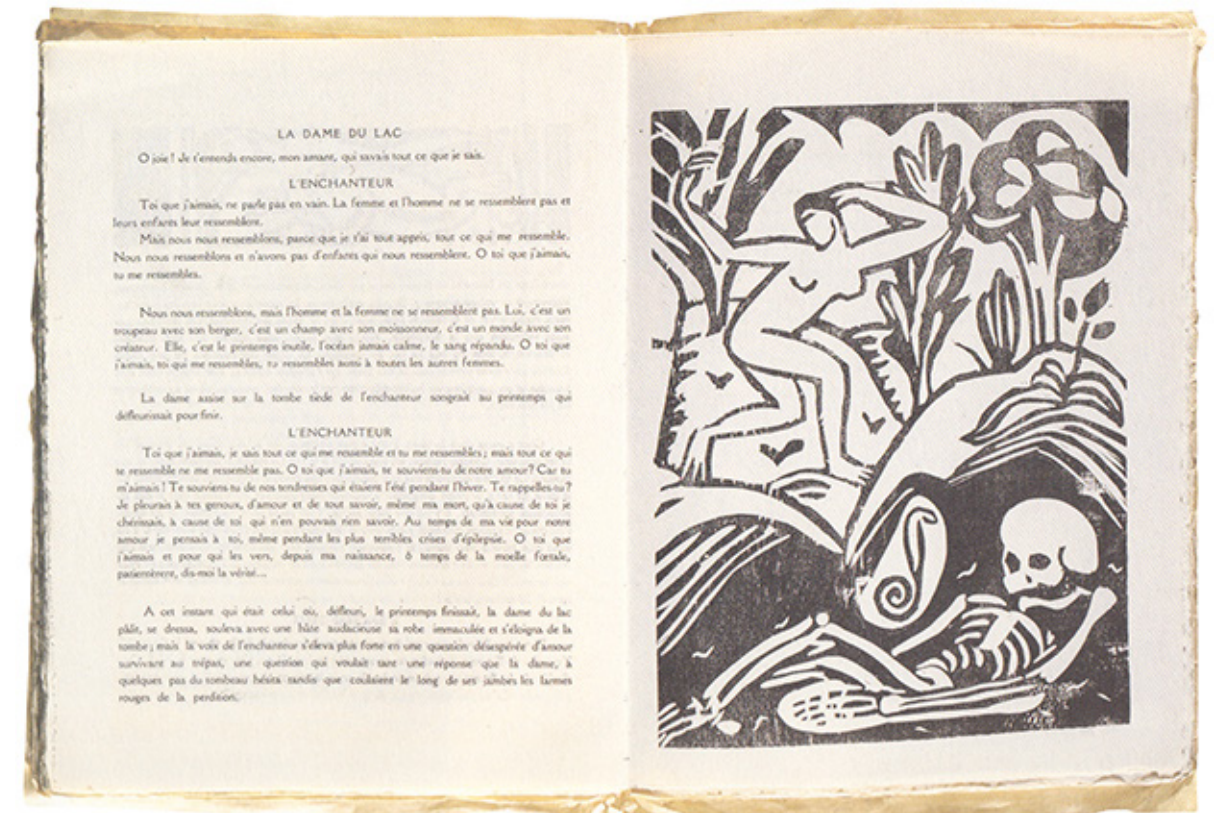 LA DAME DU LAC
O joie ! Je t'entends encore, mon amant, qui savais tout ce que je sais.
L'ENCHANTEUR
Toi que j'aimais, ne parle pas en vain. La femme et l'homme ne se ressemblent pas et
leurs enfants leur ressemblent.
Mais nous nous ressemblons, parce que je t'ai tout appris, tout ce qui me ressemble.
Nous nous ressemblons et n'avons pas d'enfants qui nous ressemblent. O toi que j'aimais,
tu me ressembles.
Nous nous ressemblons, mais l'homme et la femme ne se ressemblent pas. Lui, c'est un
troupeau avec son berger, c'est un champ avec son moissonneur, c'est un monde avec son
créateur. Elle, c'est le printemps inutile, l'océan jamais calme, le sang répandu. O toi que
j'aimais, toi qui me ressembles, tu ressembles aussi à toutes les autres femmes.
La dame assise sur la tombe tiède de l'enchanteur songeait au printemps qui
défleurissait pour finir.
L'ENCHANTEUR
Toi que j'aimais, je sais tout ce qui me ressemble et tu me ressembles ; mais tout ce qui
te ressemble ne me ressemble pas. O toi que j'aimais, te souviens-tu de notre amour ? Car tu
m'aimais ! Te souviens-tu de nos tendresses qui étaient l'été pendant l'hiver. Te rappelles-tu ?
Je pleurais à tes genoux, d'amour et de tout savoir, même ma mort, qu'à cause de toi je
chérissais, à cause de toi qui n'en pouvais rien savoir. Au temps de ma vie pour notre
amour je pensais à toi, même pendant les plus terribles crises d'épilepsie. O toi que
j'aimais et pour qui les vers, depuis ma naissance, ô temps de la moelle fœtale,
patientèrent, dis-moi la vérité...
A cet instant qui était celui où, défleuri, le printemps finissait, la dame du lac
pâlit, se dressa, souleva avec une hâte audacieuse sa robe immaculée et s'éloigna de la
tombe ; mais la voix de l'enchanteur s'éleva plus forte en une question désespérée d'amour
survivant au trépas, une question qui voulait tant une réponse que la dame, à
quelques pas du tombeau hésita tandis que coulaient le long de ses jambes les larmes
rouges de la perdition.